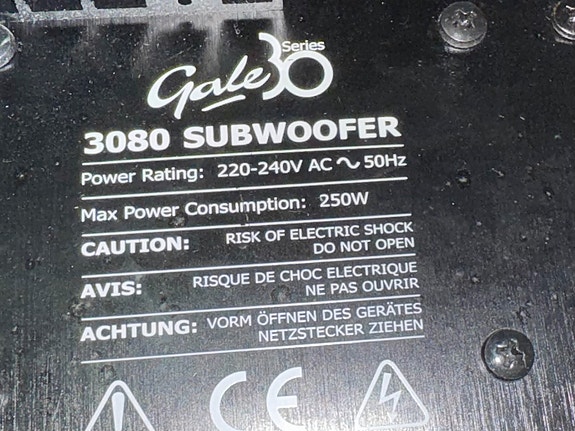 Gale 30 Series
3080 SUBWOOFER
Power Rating: 220-240V AC ∿ 50Hz
Max Power Consumption: 250W
CAUTION: RISK OF ELECTRIC SHOCK
DO NOT OPEN
AVIS: RISQUE DE CHOC ELECTRIQUE
NE PAS OUVRIR
ACHTUNG: VORM ÖFFNEN DES GERÄTES
NETZSTECKER ZIEHEN
CE